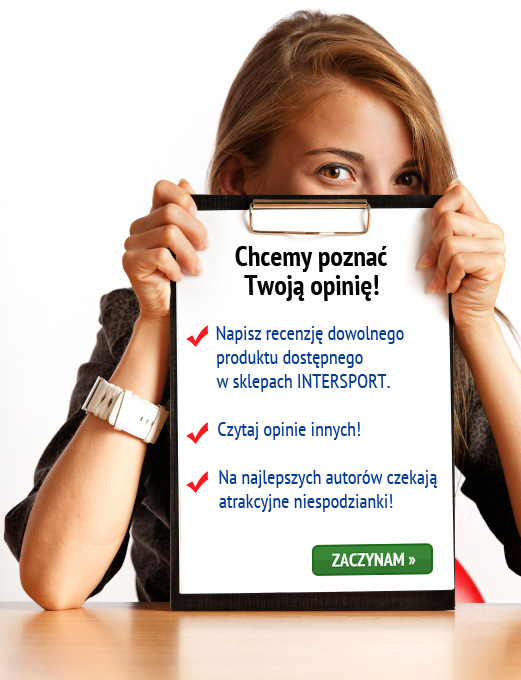 Chcemy poznać
Twoją opinię!
Napisz recenzję dowolnego
produktu dostępnego
w sklepach INTERSPORT.
Czytaj opinie innych!
Na najlepszych autorów czekają
atrakcyjne niespodzianki!
ZACZYNAM »